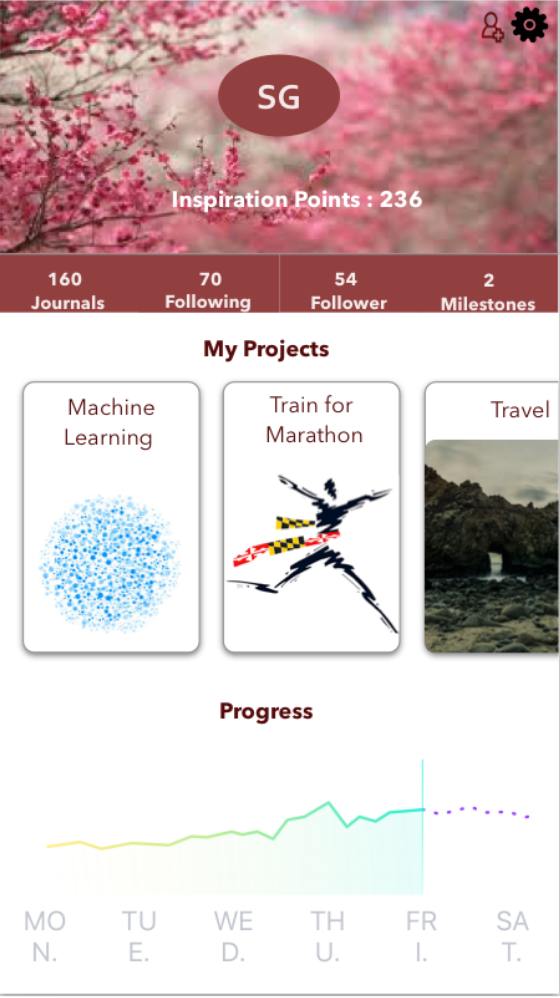 SG
Inspiration Points : 236
160 70 54 2
Journals Following Follower Milestones
My Projects
Machine
Learning
Train for
Marathon
Travel
Progress
MO TU WE TH FR SA
N. E. D. U. I. T.